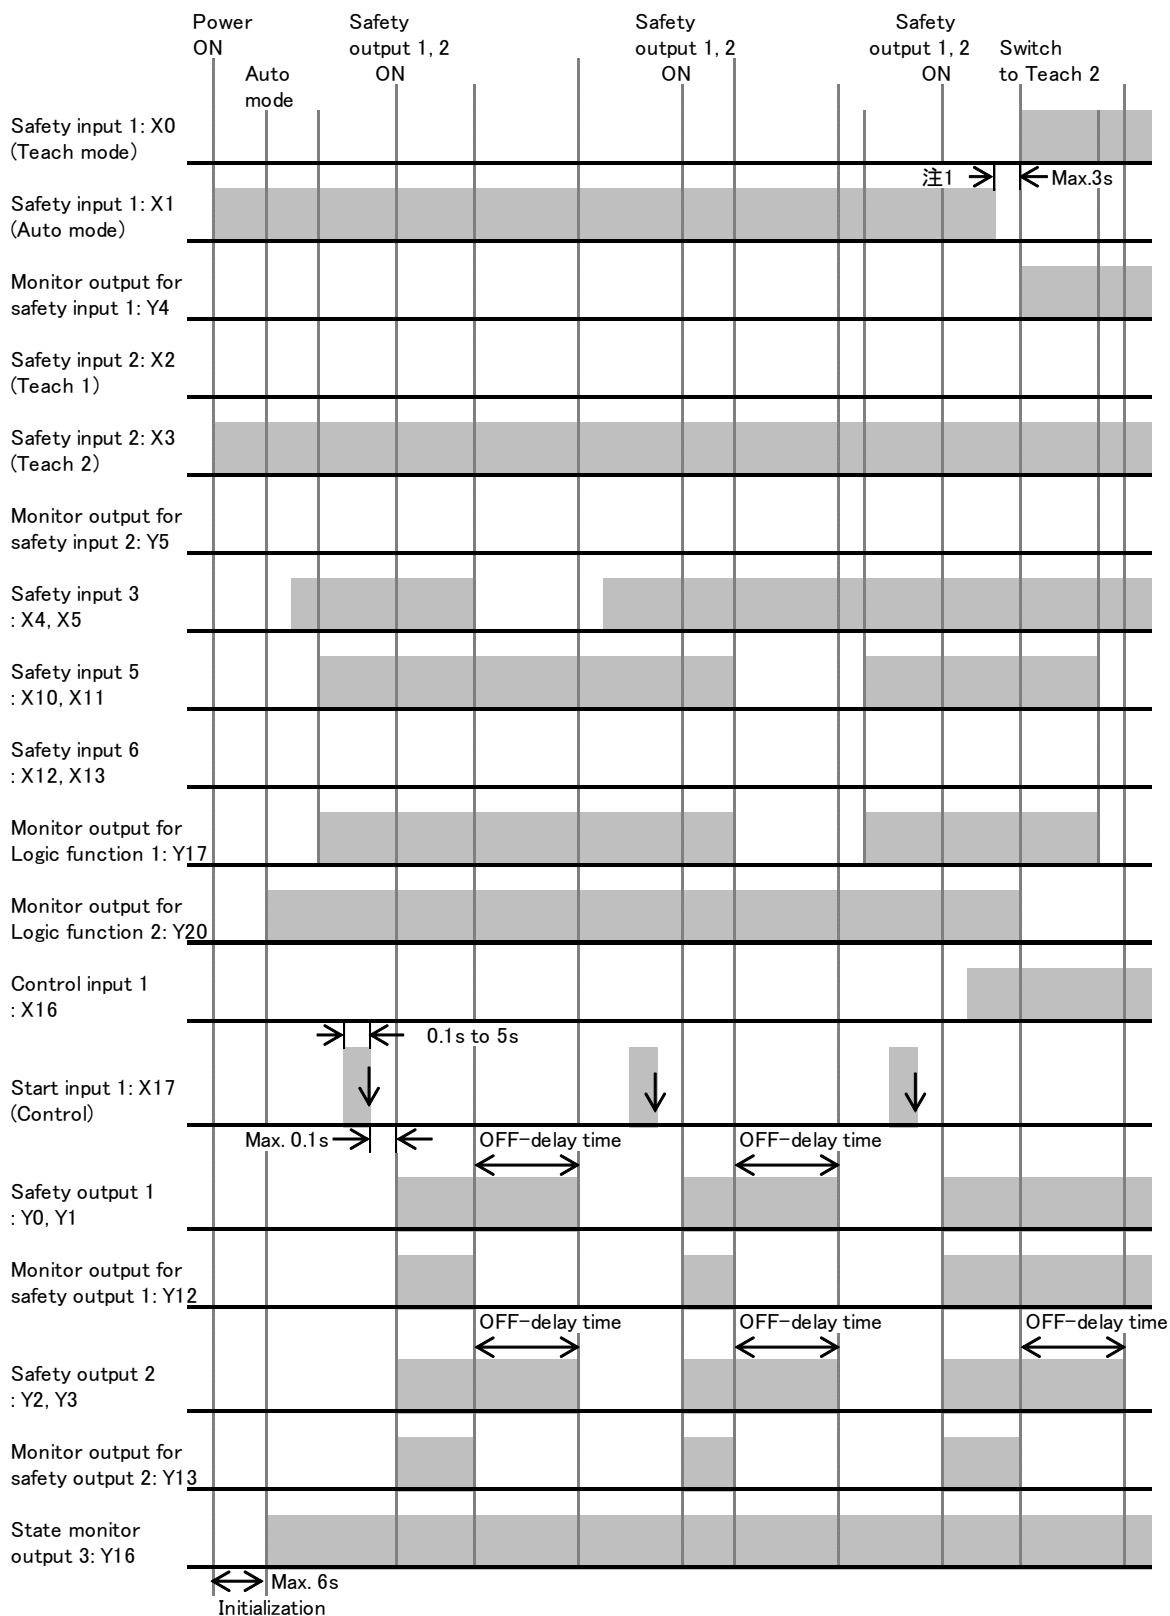 Power
ON
Safety
output 1, 2
ON
Safety
output 1, 2
ON
Safety
output 1, 2
ON
Auto
mode
Switch
to Teach 2
Safety input 1: X0
(Teach mode)
注1
Max.3s
Safety input 1: X1
(Auto mode)
Monitor output for
safety input 1: Y4
Safety input 2: X2
(Teach 1)
Safety input 2: X3
(Teach 2)
Monitor output for
safety input 2: Y5
Safety input 3
: X4, X5
Safety input 5
: X10, X11
Safety input 6
: X12, X13
Monitor output for
Logic function 1: Y17
Monitor output for
Logic function 2: Y20
Control input 1
: X16
0.1s to 5s
Start input 1: X17
(Control)
Max. 0.1s
OFF-delay time
OFF-delay time
Safety output 1
: Y0, Y1
Monitor output for
safety output 1: Y12
OFF-delay time
OFF-delay time
OFF-delay time
Safety output 2
: Y2, Y3
Monitor output for
safety output 2: Y13
State monitor
output 3: Y16
Max. 6s
Initialization